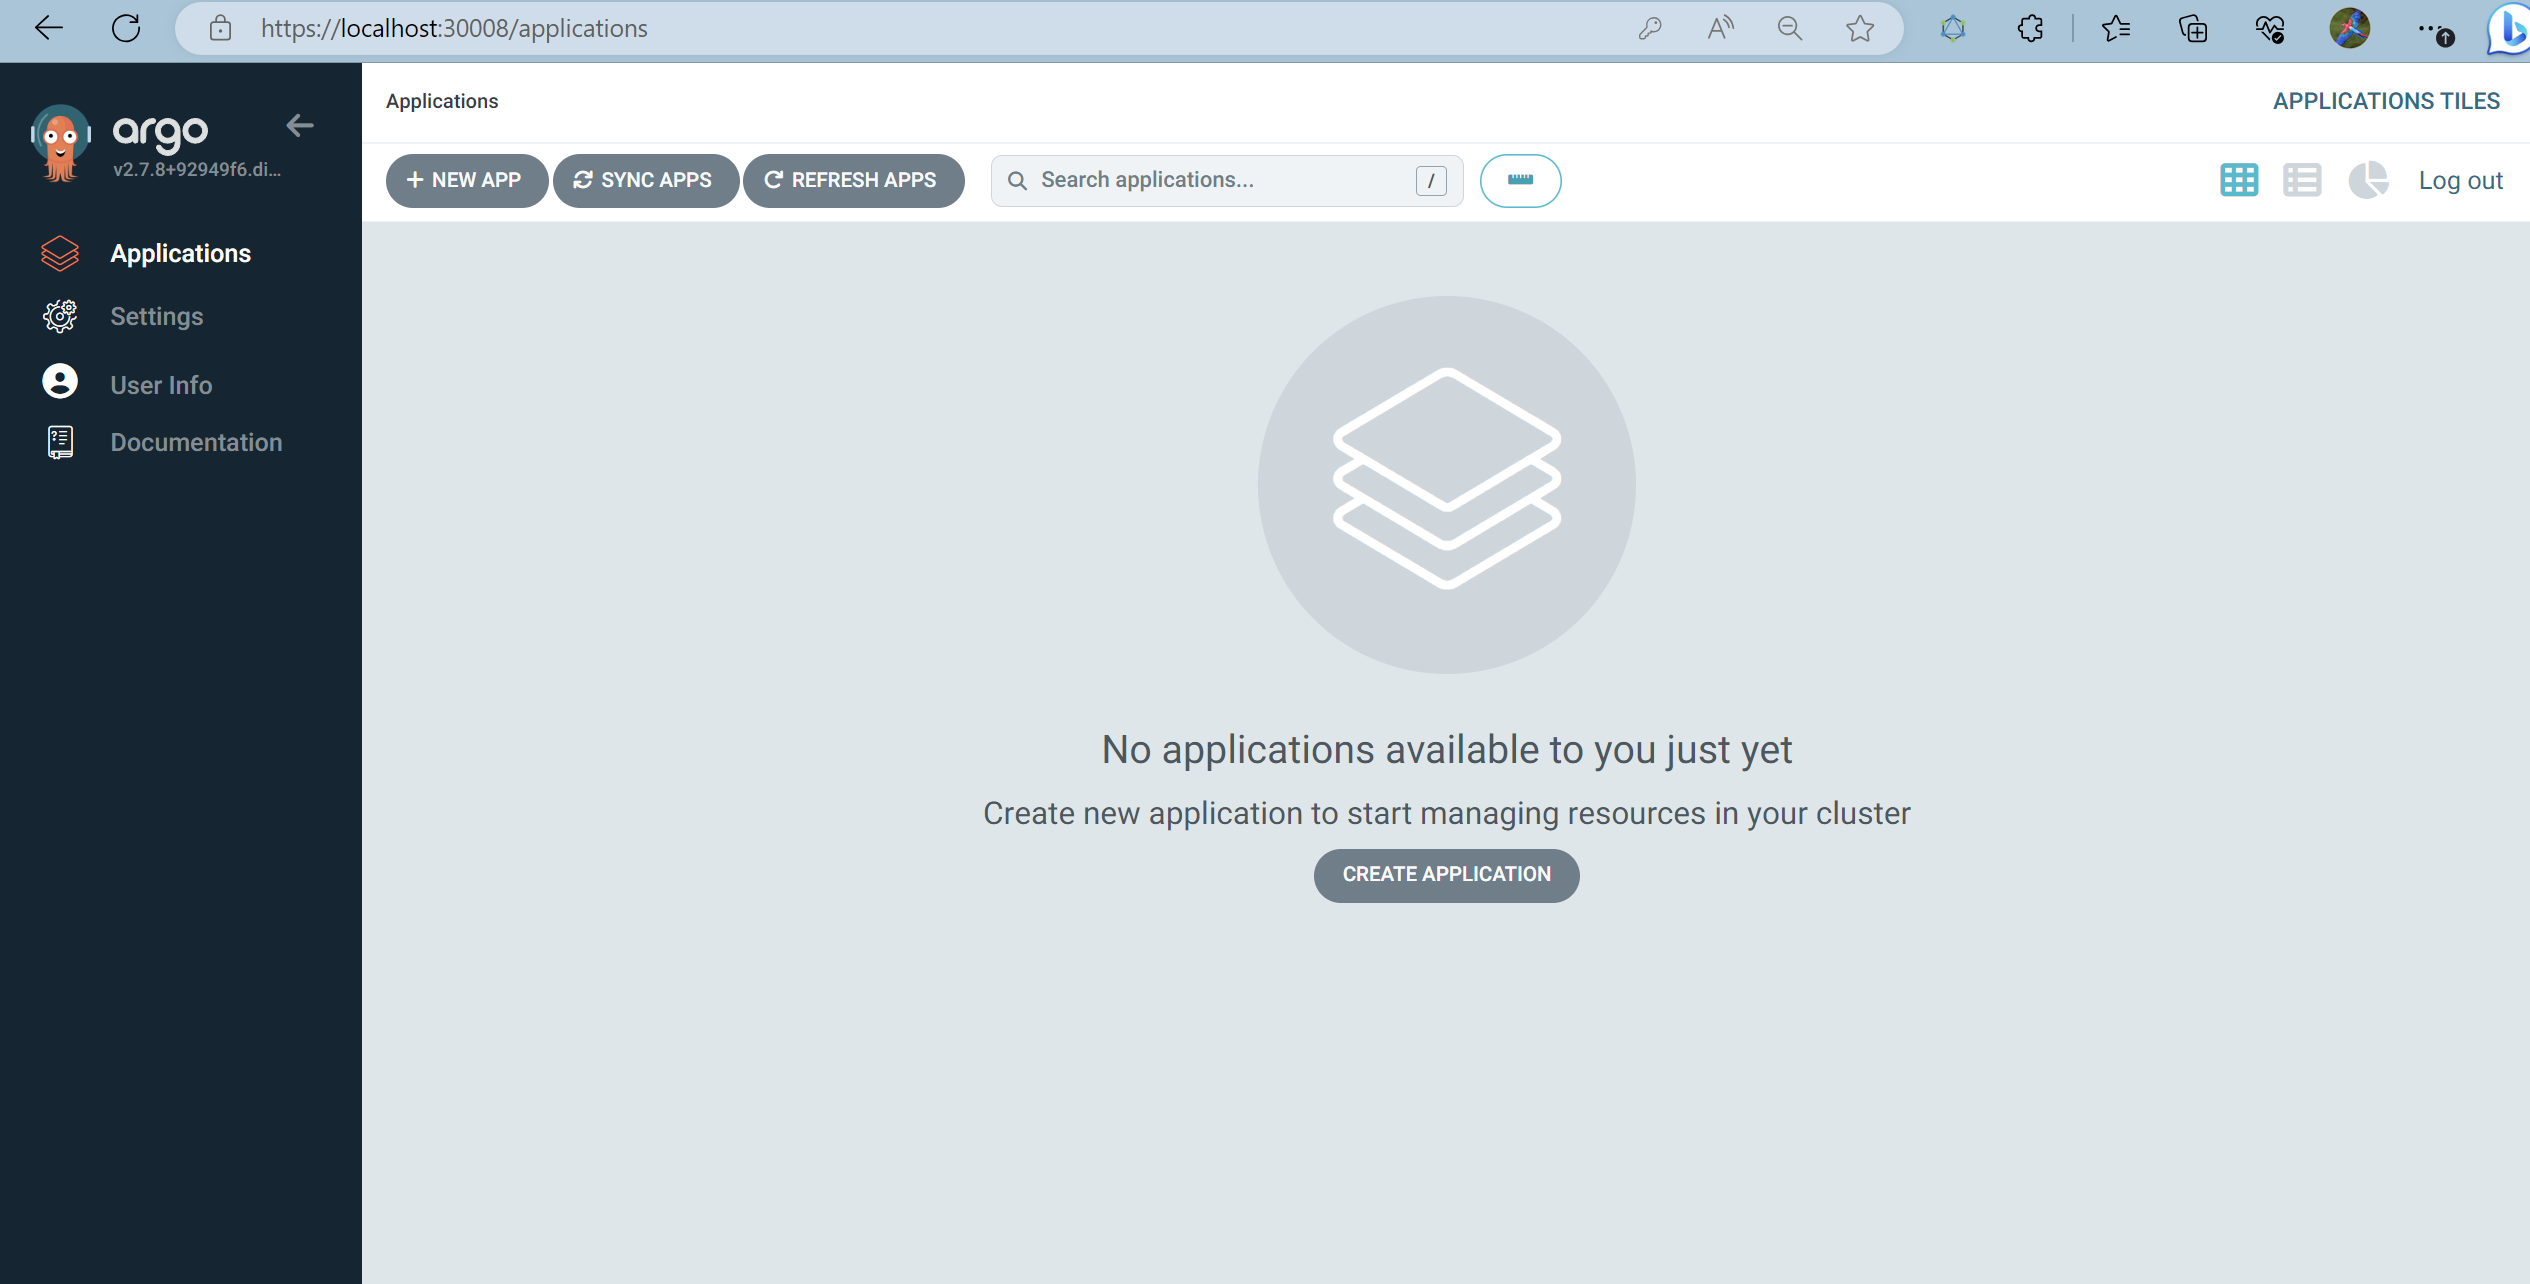 https://localhost:30008/applications
argo
v2.7.8+92949f6.di...
Applications
Settings
User Info
Documentation
Applications
APPLICATIONS TILES
+ NEW APP
SYNC APPS
REFRESH APPS
Search applications...
/
Log out
No applications available to you just yet
Create new application to start managing resources in your cluster
CREATE APPLICATION